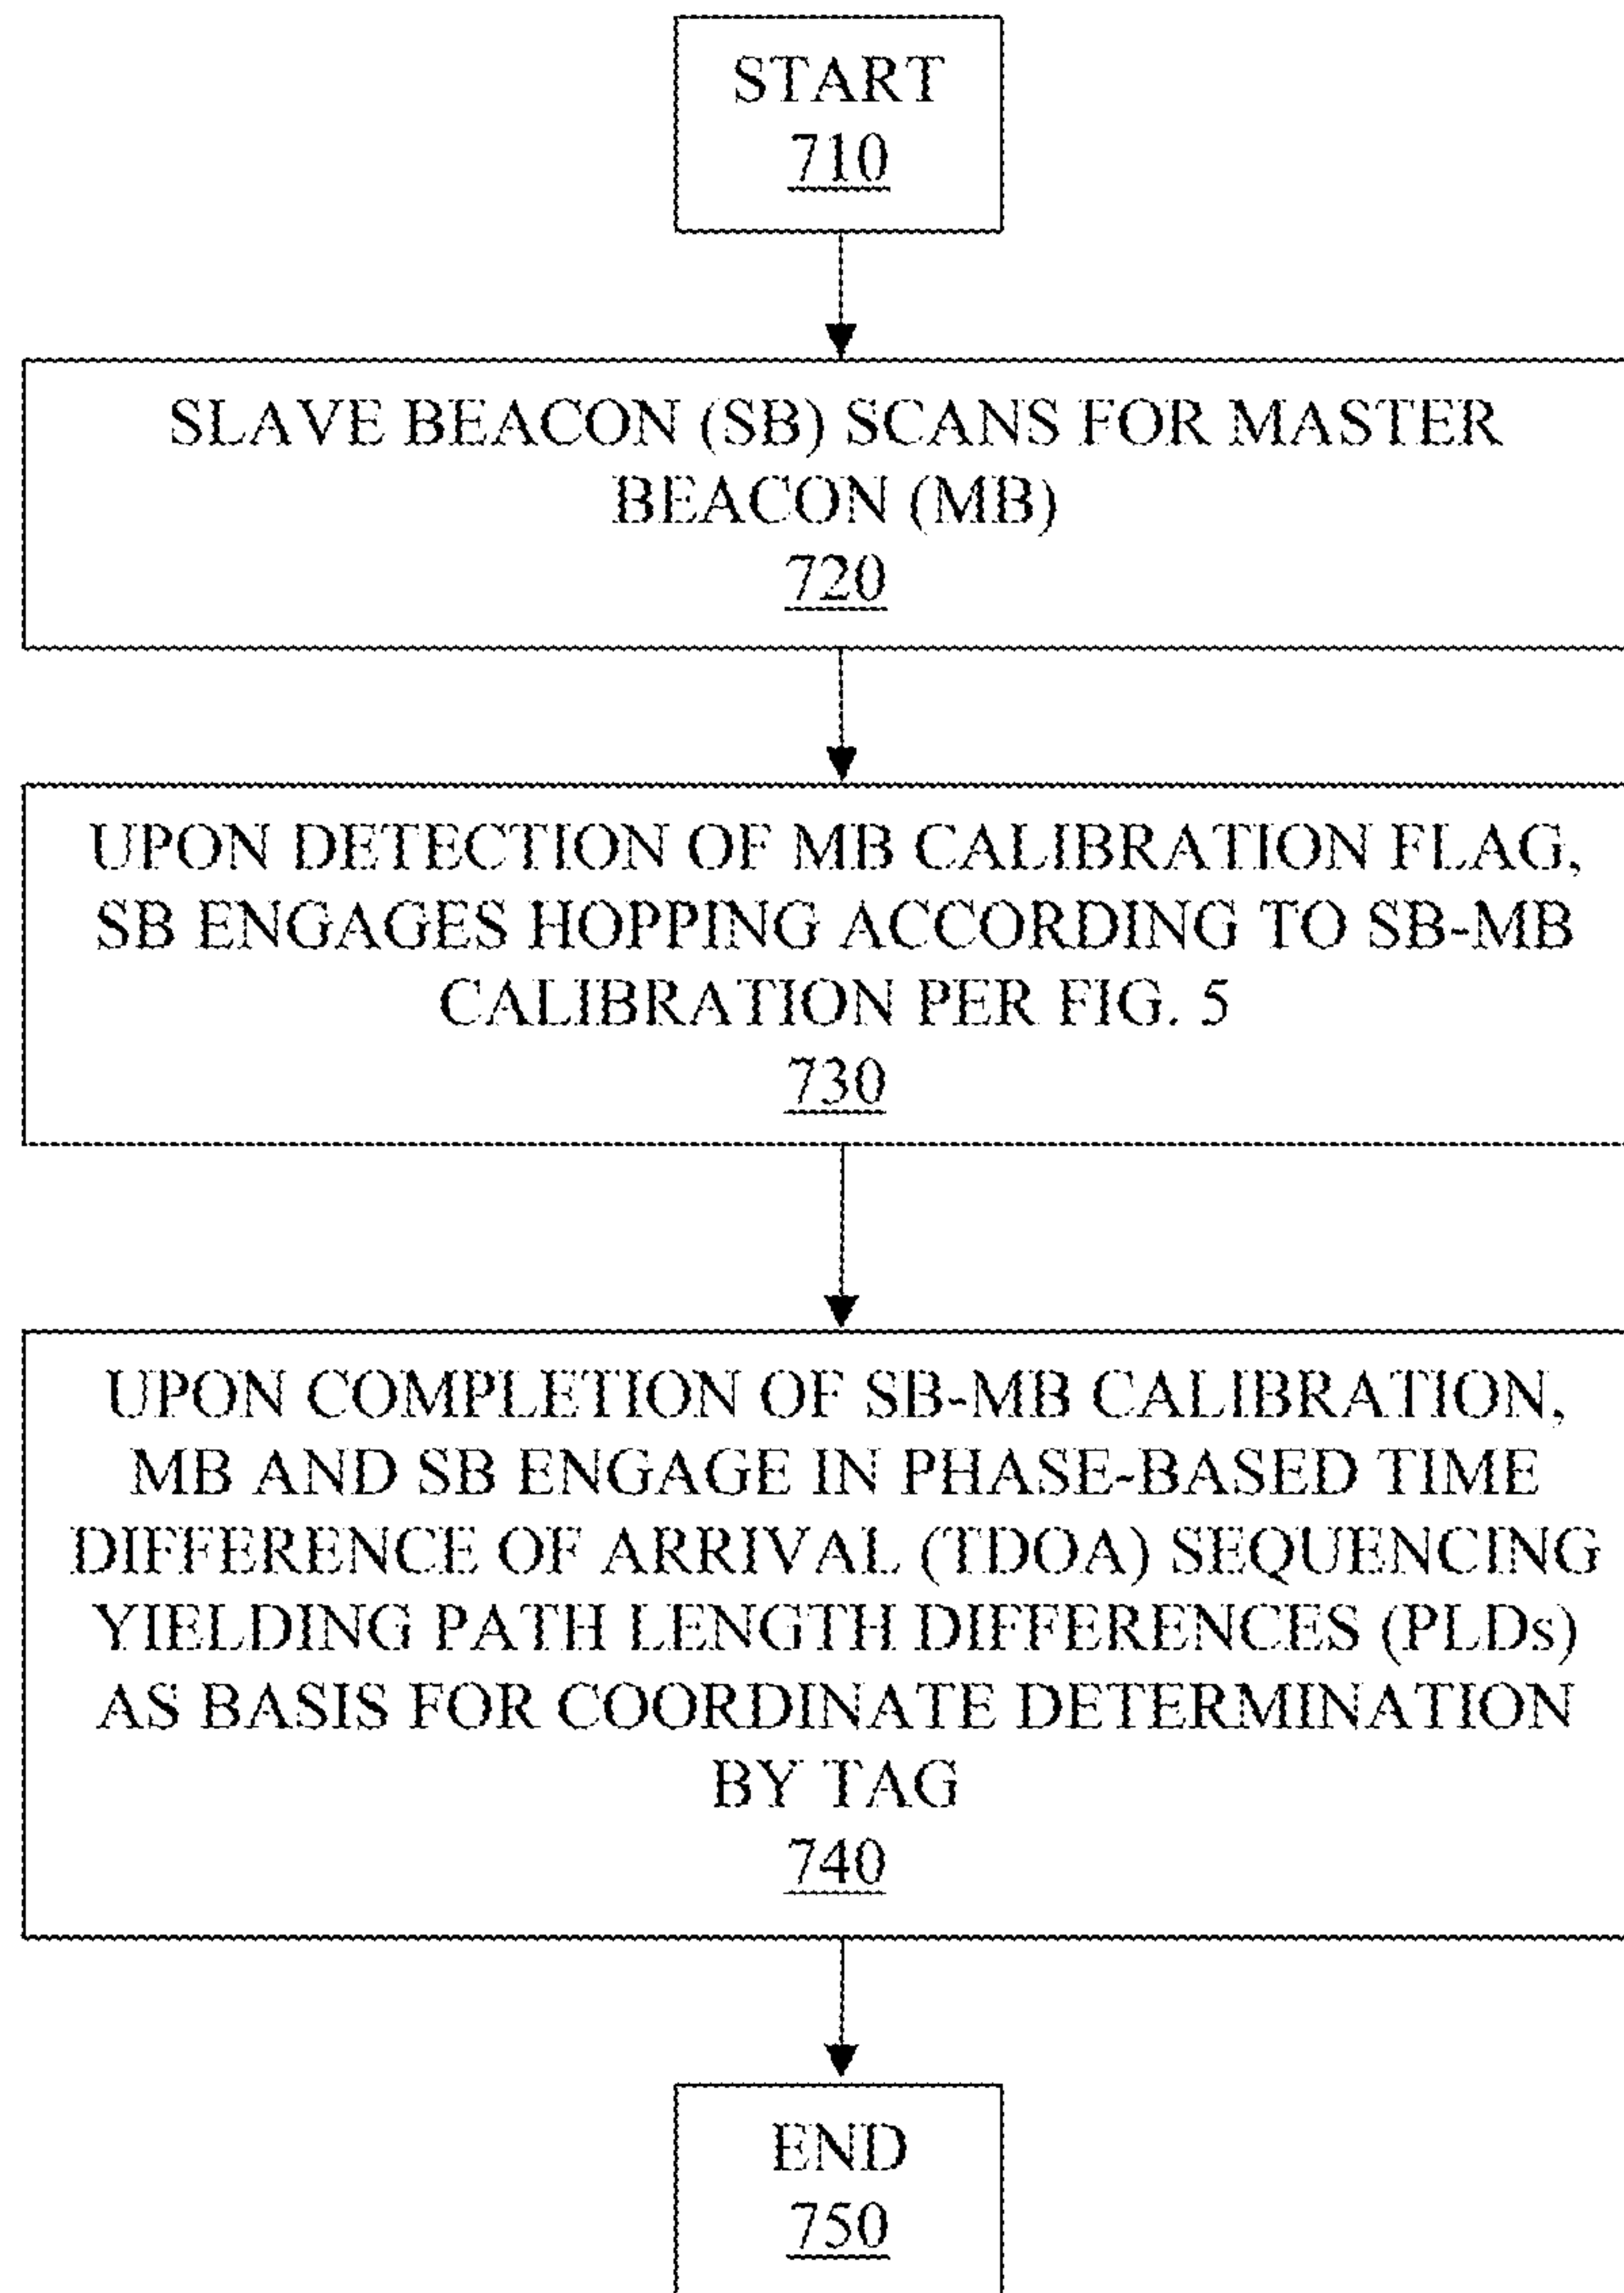 START
710
SLAVE BEACON (SB) SCANS FOR MASTER
BEACON (MB)
720
UPON DETECTION OF MB CALIBRATION FLAG,
SB ENGAGES HOPPING ACCORDING TO SB-MB
CALIBRATION PER FIG. 5
730
UPON COMPLETION OF SB-MB CALIBRATION,
MB AND SB ENGAGE IN PHASE-BASED TIME
DIFFERENCE OF ARRIVAL (TDOA) SEQUENCING
YIELDING PATH LENGTH DIFFERENCES (PLDs)
AS BASIS FOR COORDINATE DETERMINATION
BY TAG
740
END
750